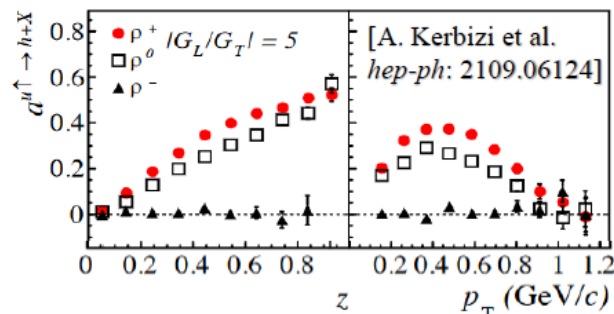 ρ⁺ |G_L/G_T| = 5
ρ⁰
ρ⁻
[A. Kerbizi et al.
hep-ph: 2109.06124]
a^{u↑ → h+X}
0.8
0.6
0.4
0.2
0
0 0.2 0.4 0.6 0.8
z
0.2 0.4 0.6 0.8 1 1.2
p_T (GeV/c)